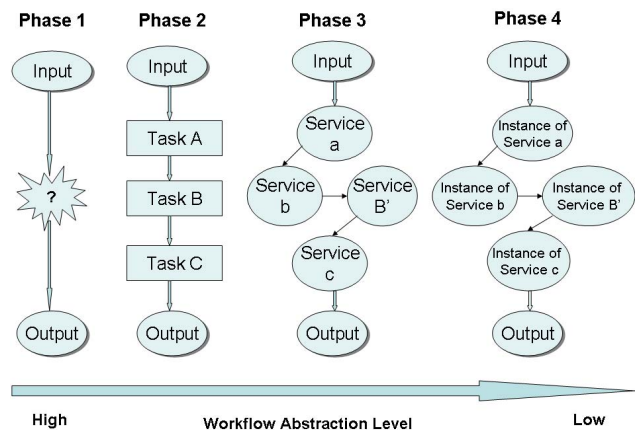 Phase 1
Phase 2
Phase 3
Phase 4
Input
?
Output
Input
Task A
Task B
Task C
Output
Input
Service
a
Service
b
Service
B'
Service
c
Output
Input
Instance of
Service a
Instance of
Service b
Instance of
Service B'
Instance of
Service c
Output
High
Workflow Abstraction Level
Low